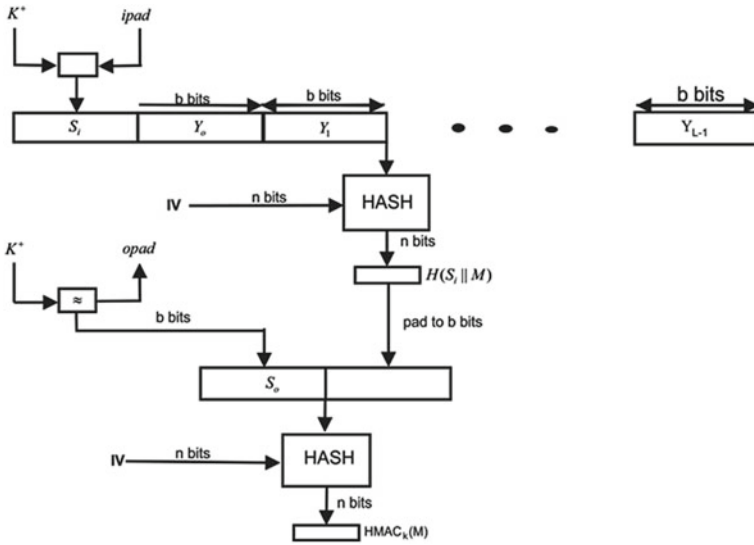 K+ ipad
b bits b bits b bits
Si Yo Y1 YL-1
IV n bits HASH
n bits
K+ opad H(Si || M)
≈
b bits pad to b bits
So
IV n bits HASH
n bits
HMACk(M)